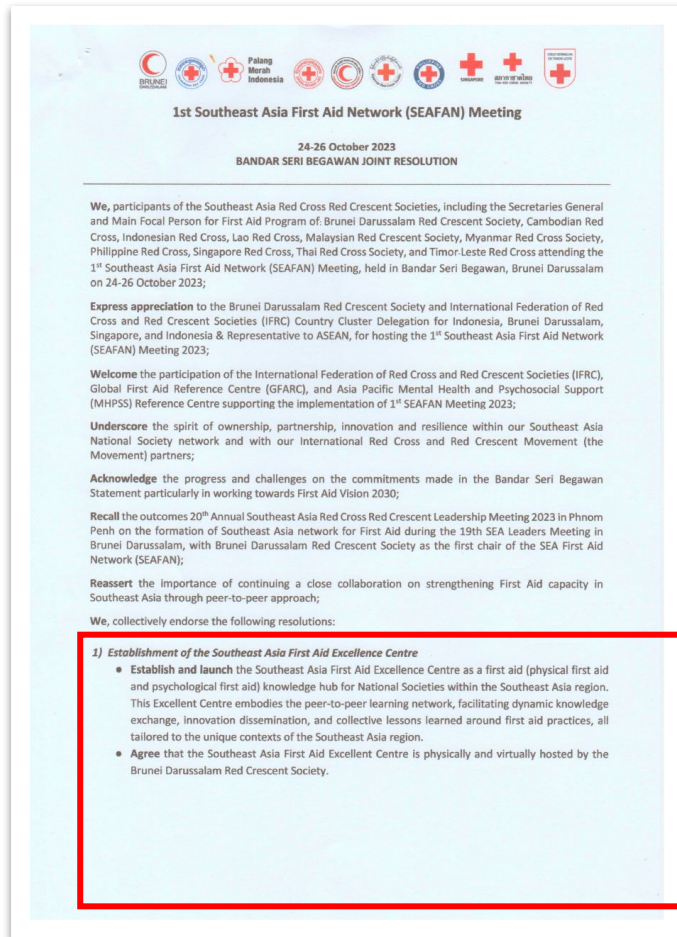 BRUNEI
DARUSSALAM
Palang
Merah
Indonesia
SINGAPORE
สภากาชาดไทย
THAI RED CROSS SOCIETY
1st Southeast Asia First Aid Network (SEAFAN) Meeting
24-26 October 2023
BANDAR SERI BEGAWAN JOINT RESOLUTION
We, participants of the Southeast Asia Red Cross Red Crescent Societies, including the Secretaries General
and Main Focal Person for First Aid Program of: Brunei Darussalam Red Crescent Society, Cambodian Red
Cross, Indonesian Red Cross, Lao Red Cross, Malaysian Red Crescent Society, Myanmar Red Cross Society,
Philippine Red Cross, Singapore Red Cross, Thai Red Cross Society, and Timor-Leste Red Cross attending the
1st Southeast Asia First Aid Network (SEAFAN) Meeting, held in Bandar Seri Begawan, Brunei Darussalam
on 24-26 October 2023;
Express appreciation to the Brunei Darussalam Red Crescent Society and International Federation of Red
Cross and Red Crescent Societies (IFRC) Country Cluster Delegation for Indonesia, Brunei Darussalam,
Singapore, and Indonesia & Representative to ASEAN, for hosting the 1st Southeast Asia First Aid Network
(SEAFAN) Meeting 2023;
Welcome the participation of the International Federation of Red Cross and Red Crescent Societies (IFRC),
Global First Aid Reference Centre (GFARC), and Asia Pacific Mental Health and Psychosocial Support
(MHPSS) Reference Centre supporting the implementation of 1st SEAFAN Meeting 2023;
Underscore the spirit of ownership, partnership, innovation and resilience within our Southeast Asia
National Society network and with our International Red Cross and Red Crescent Movement (the
Movement) partners;
Acknowledge the progress and challenges on the commitments made in the Bandar Seri Begawan
Statement particularly in working towards First Aid Vision 2030;
Recall the outcomes 20th Annual Southeast Asia Red Cross Red Crescent Leadership Meeting 2023 in Phnom
Penh on the formation of Southeast Asia network for First Aid during the 19th SEA Leaders Meeting in
Brunei Darussalam, with Brunei Darussalam Red Crescent Society as the first chair of the SEA First Aid
Network (SEAFAN);
Reassert the importance of continuing a close collaboration on strengthening First Aid capacity in
Southeast Asia through peer-to-peer approach;
We, collectively endorse the following resolutions:
1) Establishment of the Southeast Asia First Aid Excellence Centre
• Establish and launch the Southeast Asia First Aid Excellence Centre as a first aid (physical first aid
and psychological first aid) knowledge hub for National Societies within the Southeast Asia region.
This Excellent Centre embodies the peer-to-peer learning network, facilitating dynamic knowledge
exchange, innovation dissemination, and collective lessons learned around first aid practices, all
tailored to the unique contexts of the Southeast Asia region.
• Agree that the Southeast Asia First Aid Excellent Centre is physically and virtually hosted by the
Brunei Darussalam Red Crescent Society.